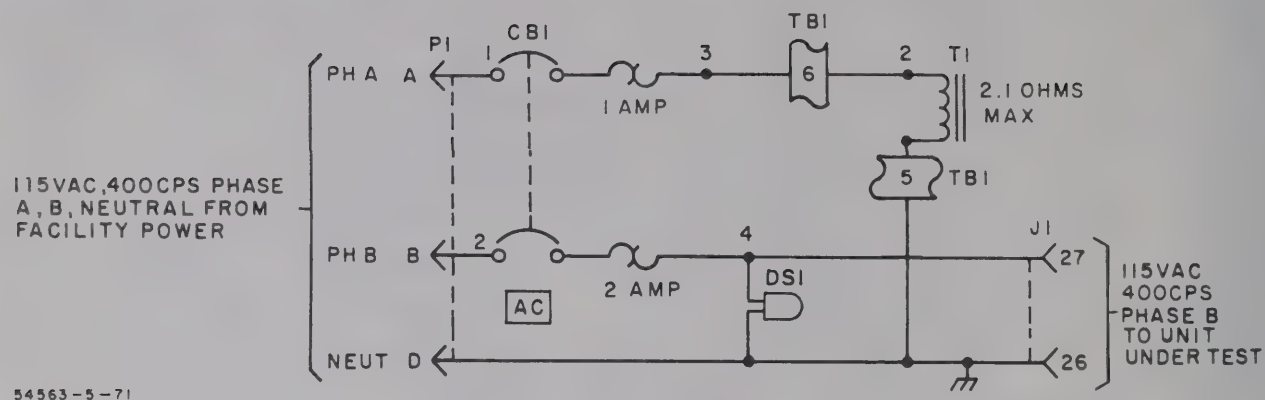 CB1
TB1
P1
1
3
2
T1
PH A A
6
1 AMP
2.1 OHMS
MAX
115VAC,400CPS PHASE
A, B, NEUTRAL FROM
FACILITY POWER
5
TB1
J1
PH B B
2
4
27
2 AMP
DS1
AC
115VAC
400CPS
PHASE B
TO UNIT
UNDER TEST
NEUT D
26
54563-5-71